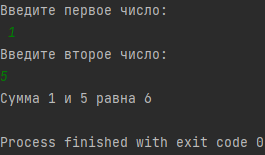 Введите первое число:
1
Введите второе число:
5
Сумма 1 и 5 равна 6
Process finished with exit code 0